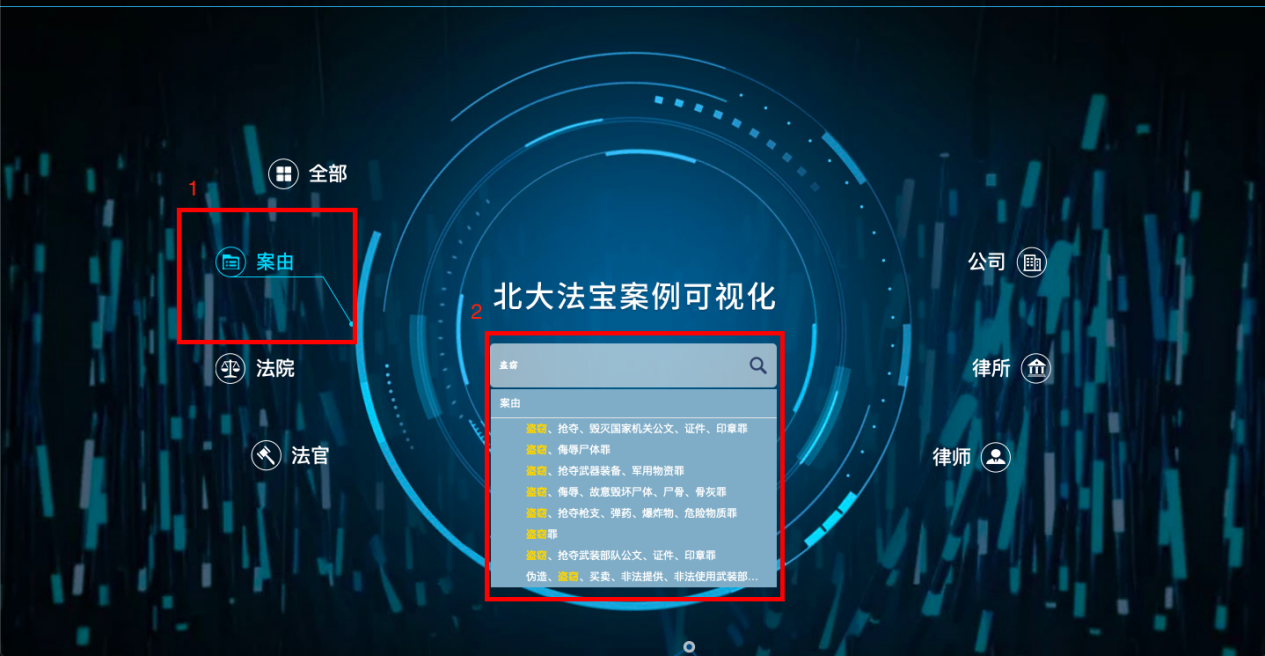 全部
1
案由
法院
法官
北大法宝案例可视化
2
盗窃
案由
盗窃、抢夺、毁灭国家机关公文、证件、印章罪
盗窃、侮辱尸体罪
盗窃、抢夺武器装备、军用物资罪
盗窃、侮辱、故意毁坏尸体、尸骨、骨灰罪
盗窃、抢夺枪支、弹药、爆炸物、危险物质罪
盗窃罪
盗窃、抢夺武装部队公文、证件、印章罪
伪造、盗窃、买卖、非法提供、非法使用武装部...
公司
律所
律师